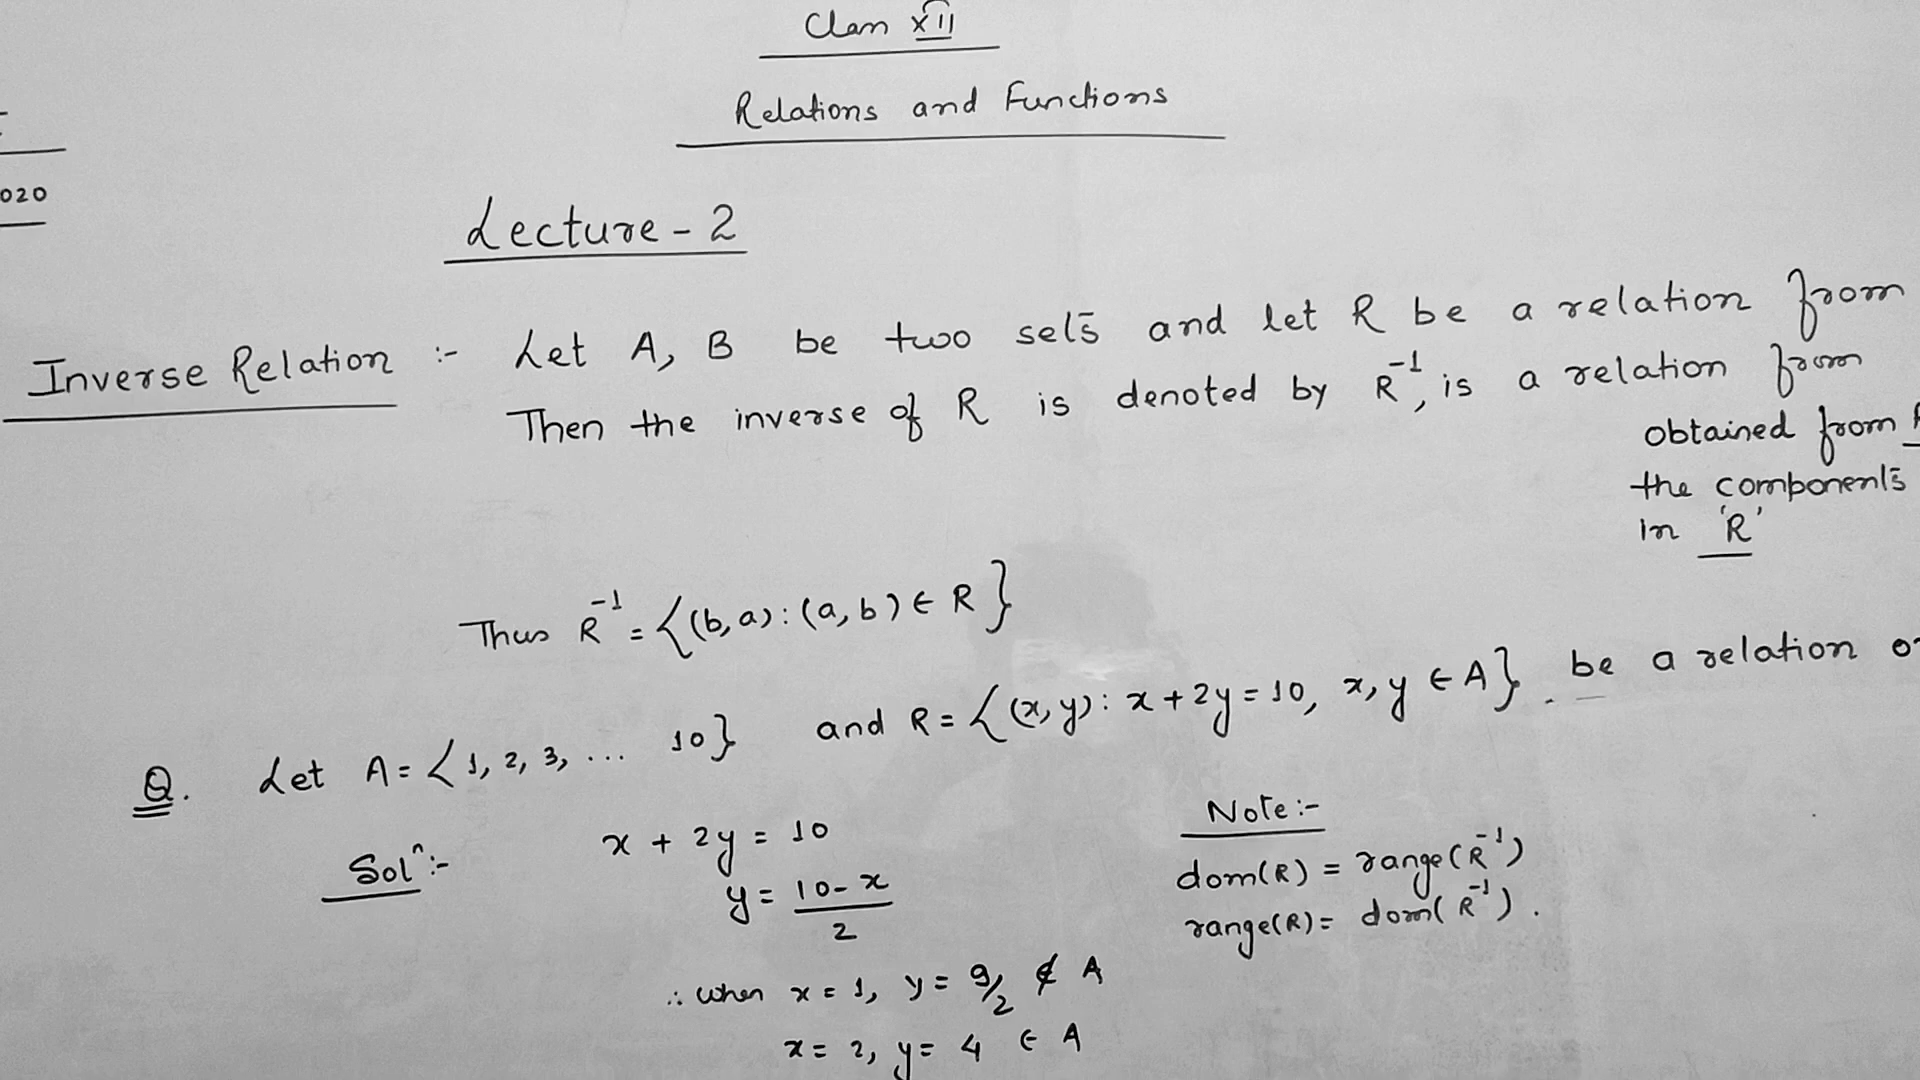 Class XII
Relations and Functions
020
Lecture - 2
Inverse Relation :- Let A, B be two sets and let R be a relation from
Then the inverse of R is denoted by R⁻¹, is a relation from
obtained from
the components
in 'R'
Thus R⁻¹ = {(b,a) : (a,b) ∈ R}
Q. Let A = {1, 2, 3, ... 10} and R = {(x,y) : x + 2y = 10, x, y ∈ A}. be a relation
Solⁿ :-
x + 2y = 10
y = (10 - x)/2
∴ when x = 1, y = 9/2 ∉ A
x = 2, y = 4 ∈ A
Note :-
dom(R) = range(R⁻¹)
range(R) = dom(R⁻¹).